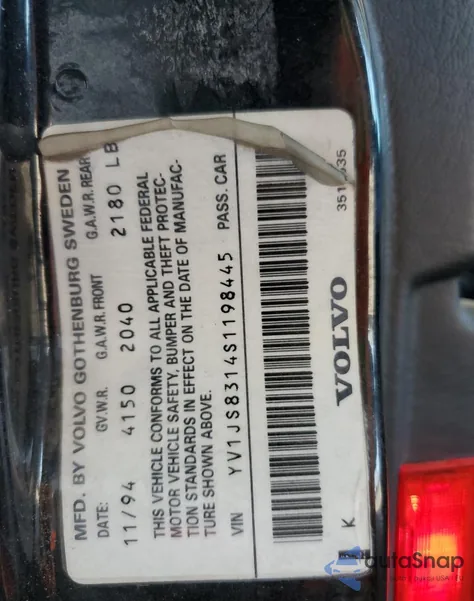 MFD. BY VOLVO GOTHENBURG SWEDEN
DATE: GV.W.R. G.A.W.R. FRONT G.A.W.R. REAR
11/94 4150 2040 2180 LB
THIS VEHICLE CONFORMS TO ALL APPLICABLE FEDERAL
MOTOR VEHICLE SAFETY, BUMPER AND THEFT PROTEC-
TION STANDARDS IN EFFECT ON THE DATE OF MANUFAC-
TURE SHOWN ABOVE.
VIN YV1JS8314S1198445 PASS. CAR
VOLVO
K
AutoSnap